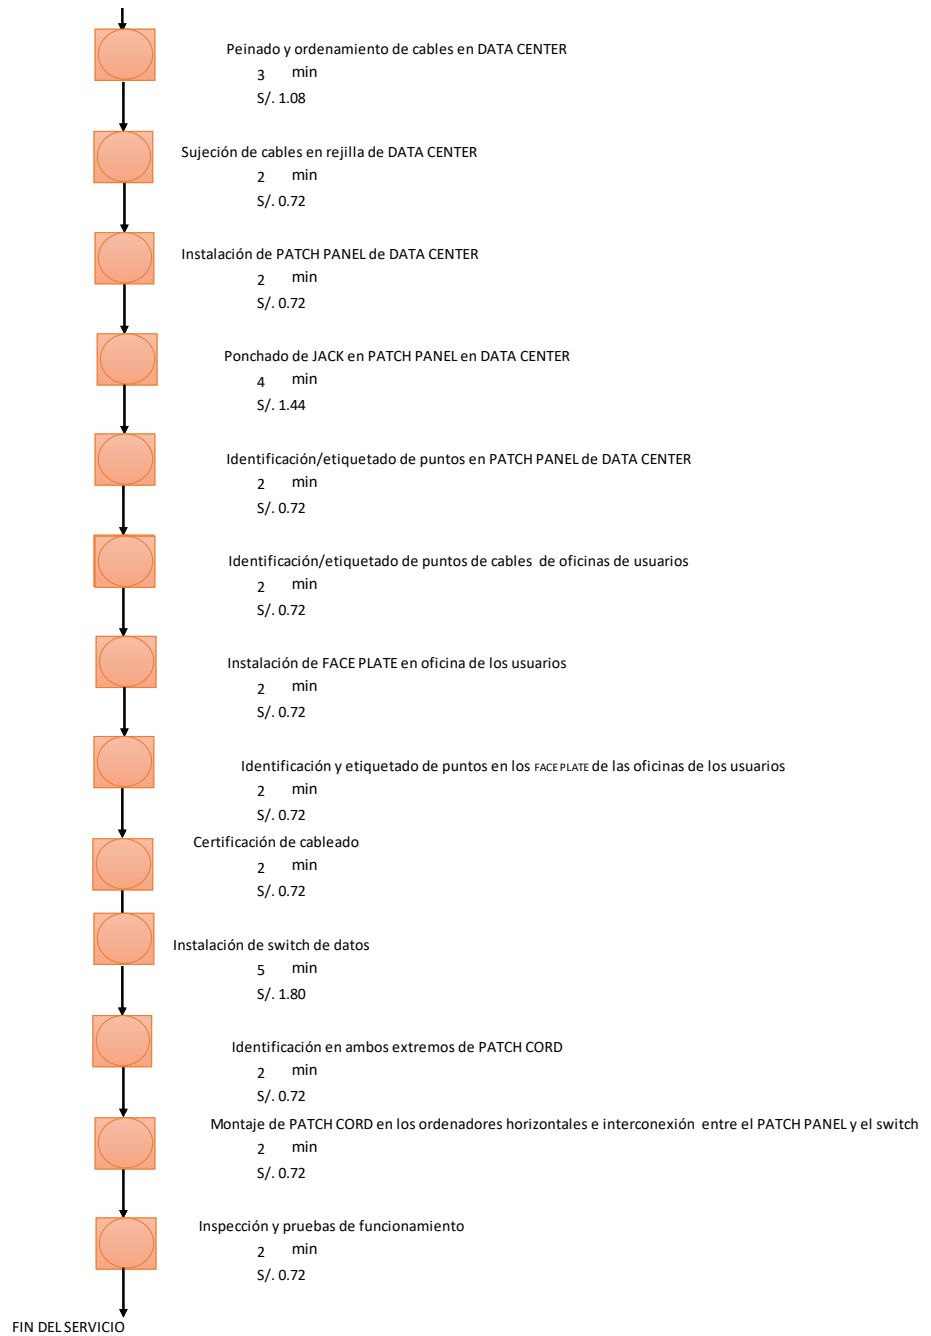 Peinado y ordenamiento de cables en DATA CENTER
3 min
S/. 1.08
Sujeción de cables en rejilla de DATA CENTER
2 min
S/. 0.72
Instalación de PATCH PANEL de DATA CENTER
2 min
S/. 0.72
Ponchado de JACK en PATCH PANEL en DATA CENTER
4 min
S/. 1.44
Identificación/etiquetado de puntos en PATCH PANEL de DATA CENTER
2 min
S/. 0.72
Identificación/etiquetado de puntos de cables de oficinas de usuarios
2 min
S/. 0.72
Instalación de FACE PLATE en oficina de los usuarios
2 min
S/. 0.72
Identificación y etiquetado de puntos en los FACE PLATE de las oficinas de los usuarios
2 min
S/. 0.72
Certificación de cableado
2 min
S/. 0.72
Instalación de switch de datos
5 min
S/. 1.80
Identificación en ambos extremos de PATCH CORD
2 min
S/. 0.72
Montaje de PATCH CORD en los ordenadores horizontales e interconexión entre el PATCH PANEL y el switch
2 min
S/. 0.72
Inspección y pruebas de funcionamiento
2 min
S/. 0.72
FIN DEL SERVICIO